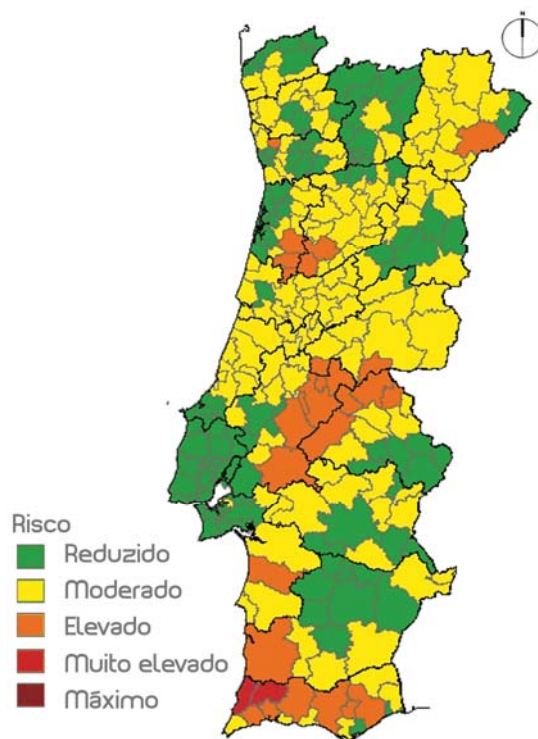 N
Risco
Reduzido
Moderado
Elevado
Muito elevado
Máximo